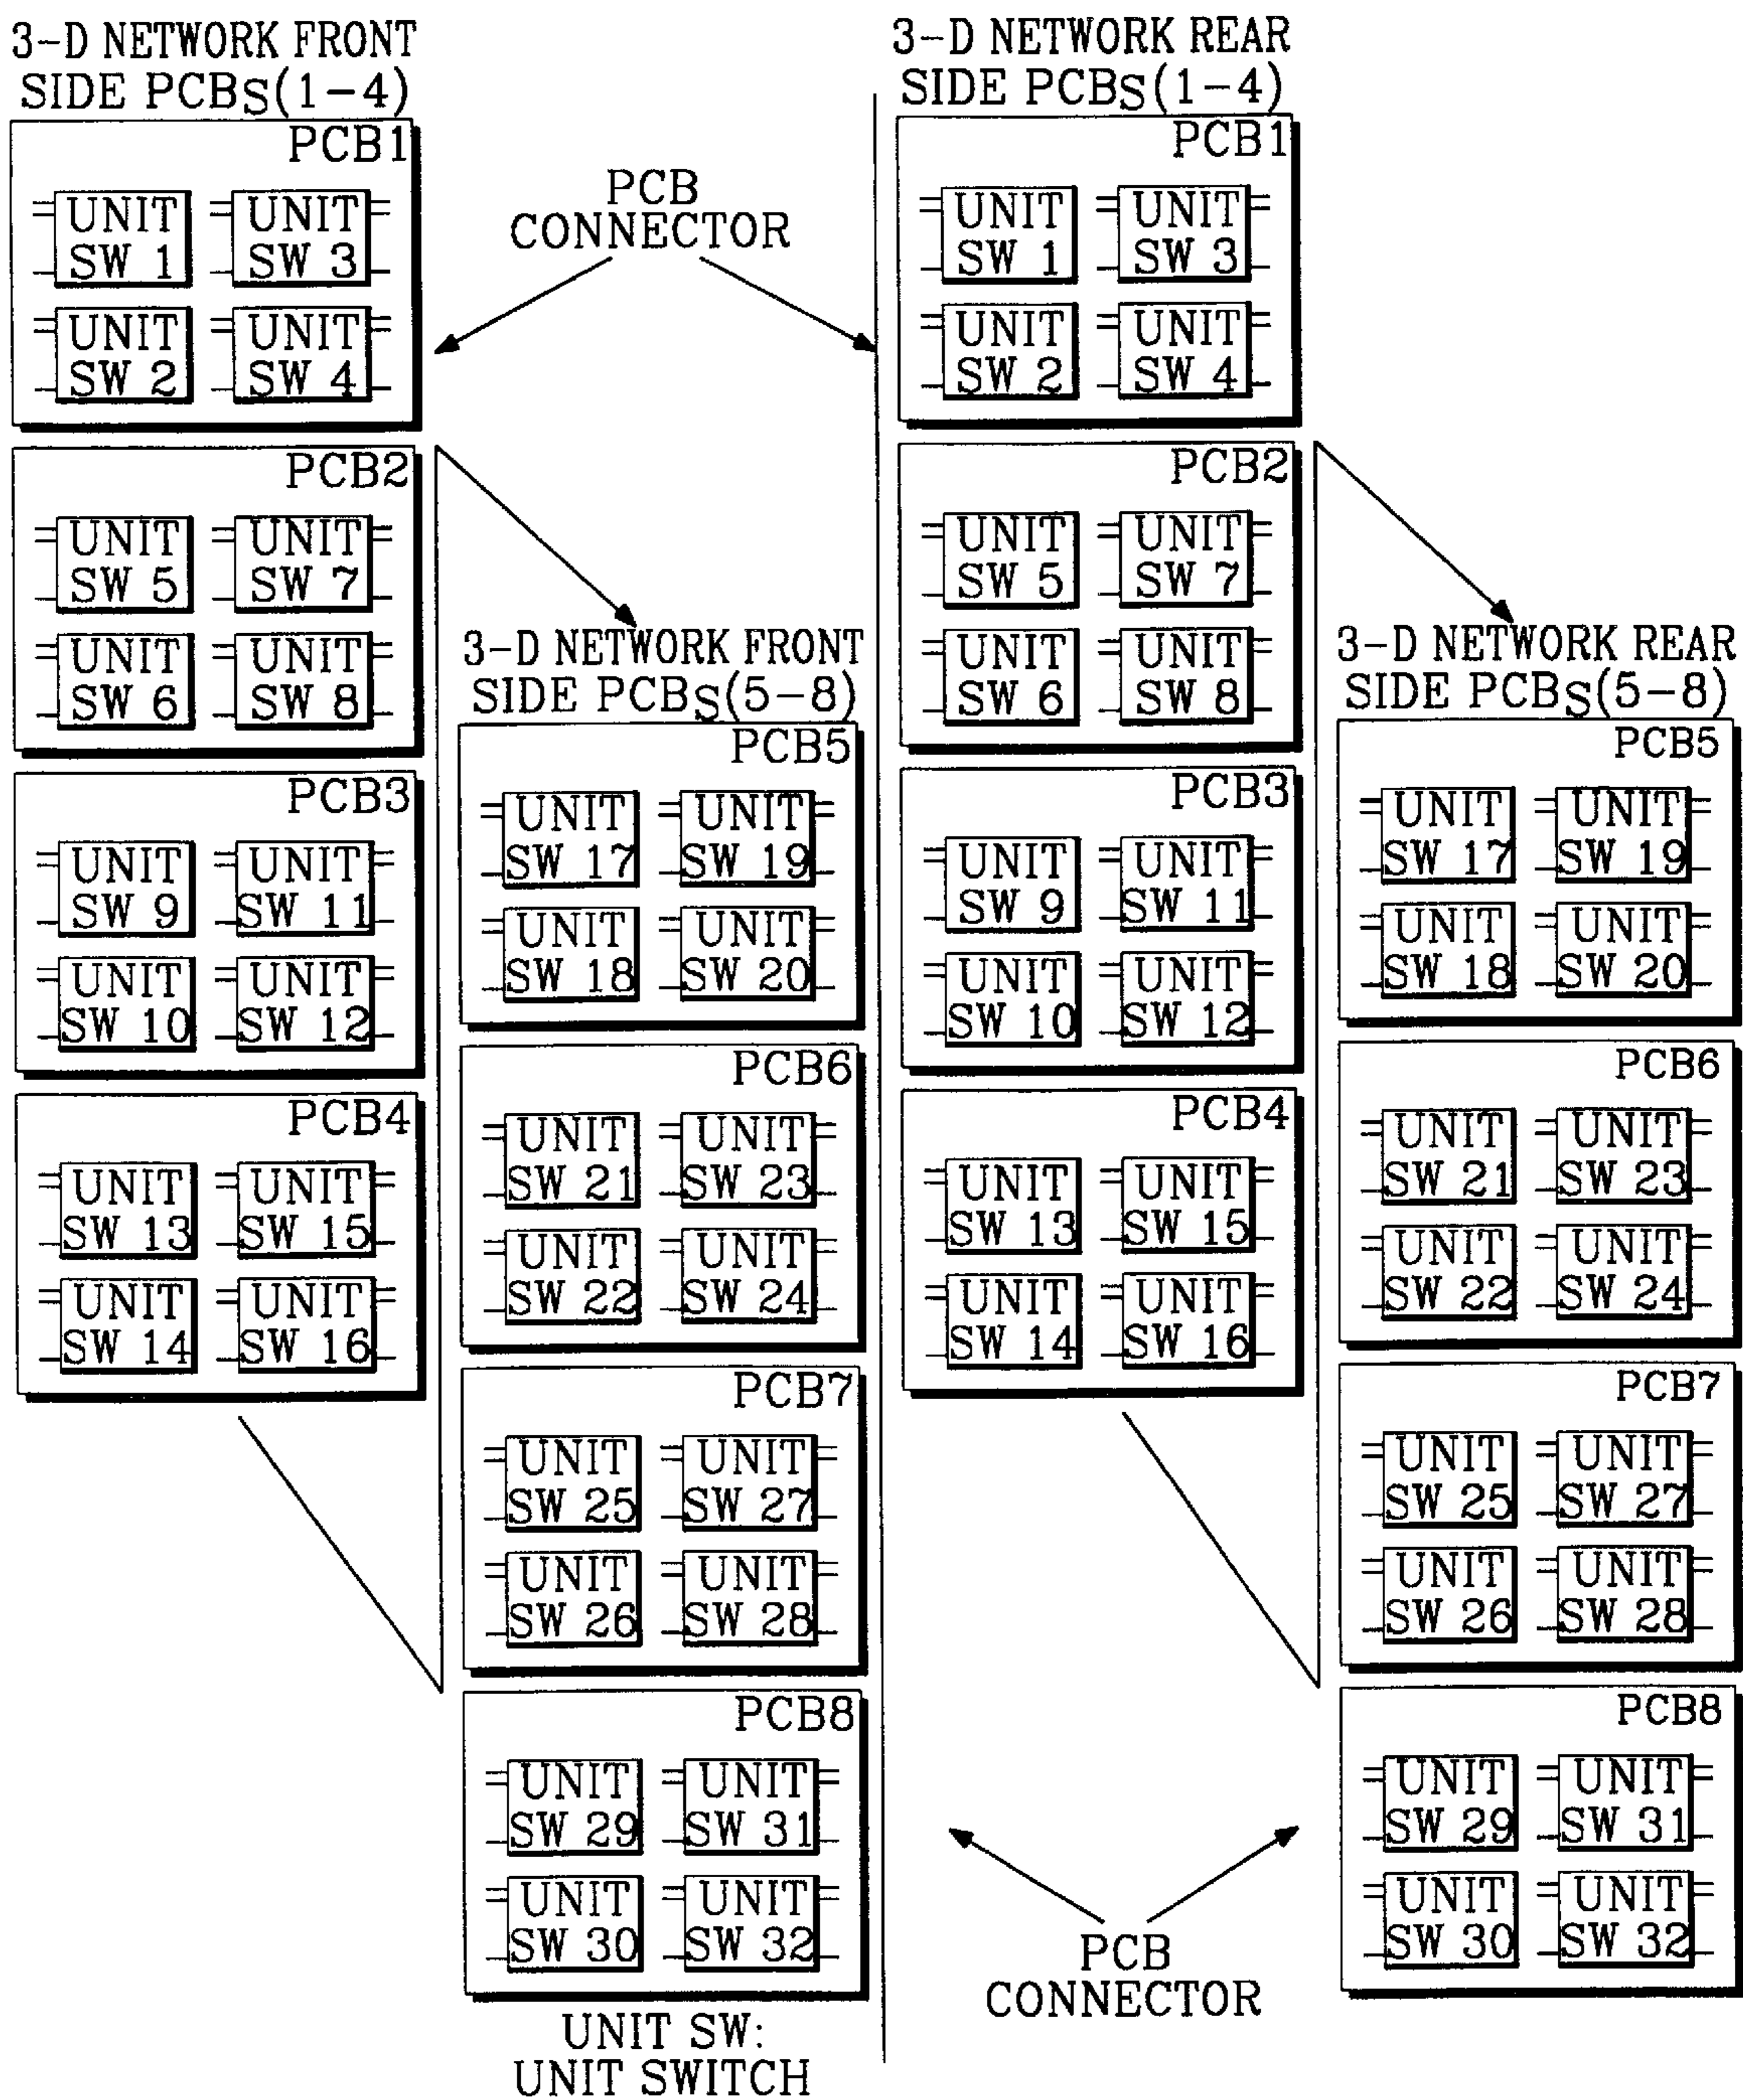 3-D NETWORK FRONT
SIDE PCBS(1-4)
PCB1
UNIT
SW 1
UNIT
SW 3
UNIT
SW 2
UNIT
SW 4
PCB2
UNIT
SW 5
UNIT
SW 7
UNIT
SW 6
UNIT
SW 8
PCB3
UNIT
SW 9
UNIT
SW 11
UNIT
SW 10
UNIT
SW 12
PCB4
UNIT
SW 13
UNIT
SW 15
UNIT
SW 14
UNIT
SW 16
PCB
CONNECTOR
3-D NETWORK FRONT
SIDE PCBS(5-8)
PCB5
UNIT
SW 17
UNIT
SW 19
UNIT
SW 18
UNIT
SW 20
PCB6
UNIT
SW 21
UNIT
SW 23
UNIT
SW 22
UNIT
SW 24
PCB7
UNIT
SW 25
UNIT
SW 27
UNIT
SW 26
UNIT
SW 28
PCB8
UNIT
SW 29
UNIT
SW 31
UNIT
SW 30
UNIT
SW 32
UNIT SW:
UNIT SWITCH
3-D NETWORK REAR
SIDE PCBS(1-4)
PCB1
UNIT
SW 1
UNIT
SW 3
UNIT
SW 2
UNIT
SW 4
PCB2
UNIT
SW 5
UNIT
SW 7
UNIT
SW 6
UNIT
SW 8
PCB3
UNIT
SW 9
UNIT
SW 11
UNIT
SW 10
UNIT
SW 12
PCB4
UNIT
SW 13
UNIT
SW 15
UNIT
SW 14
UNIT
SW 16
PCB
CONNECTOR
3-D NETWORK REAR
SIDE PCBS(5-8)
PCB5
UNIT
SW 17
UNIT
SW 19
UNIT
SW 18
UNIT
SW 20
PCB6
UNIT
SW 21
UNIT
SW 23
UNIT
SW 22
UNIT
SW 24
PCB7
UNIT
SW 25
UNIT
SW 27
UNIT
SW 26
UNIT
SW 28
PCB8
UNIT
SW 29
UNIT
SW 31
UNIT
SW 30
UNIT
SW 32